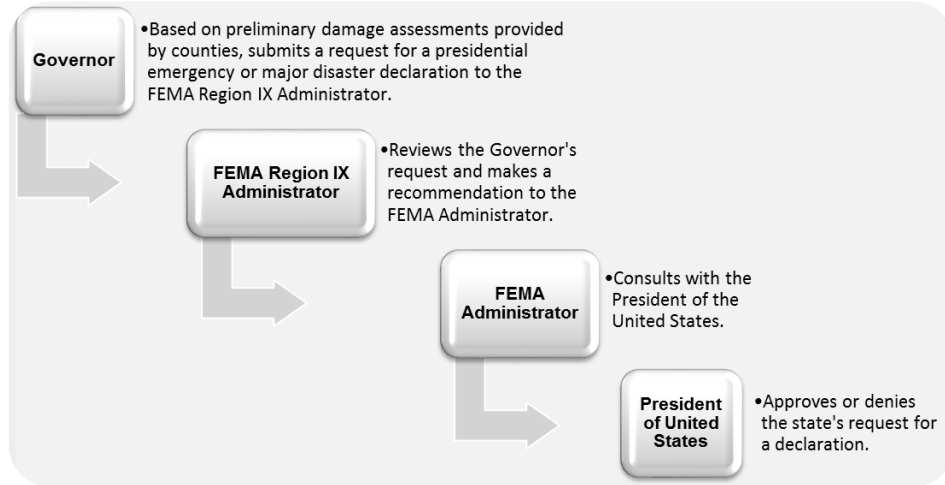 Governor
•Based on preliminary damage assessments provided
by counties, submits a request for a presidential
emergency or major disaster declaration to the
FEMA Region IX Administrator.
FEMA Region IX
Administrator
•Reviews the Governor's
request and makes a
recommendation to the
FEMA Administrator.
FEMA
Administrator
•Consults with the
President of the
United States.
President
of United
States
•Approves or denies
the state's request for
a declaration.